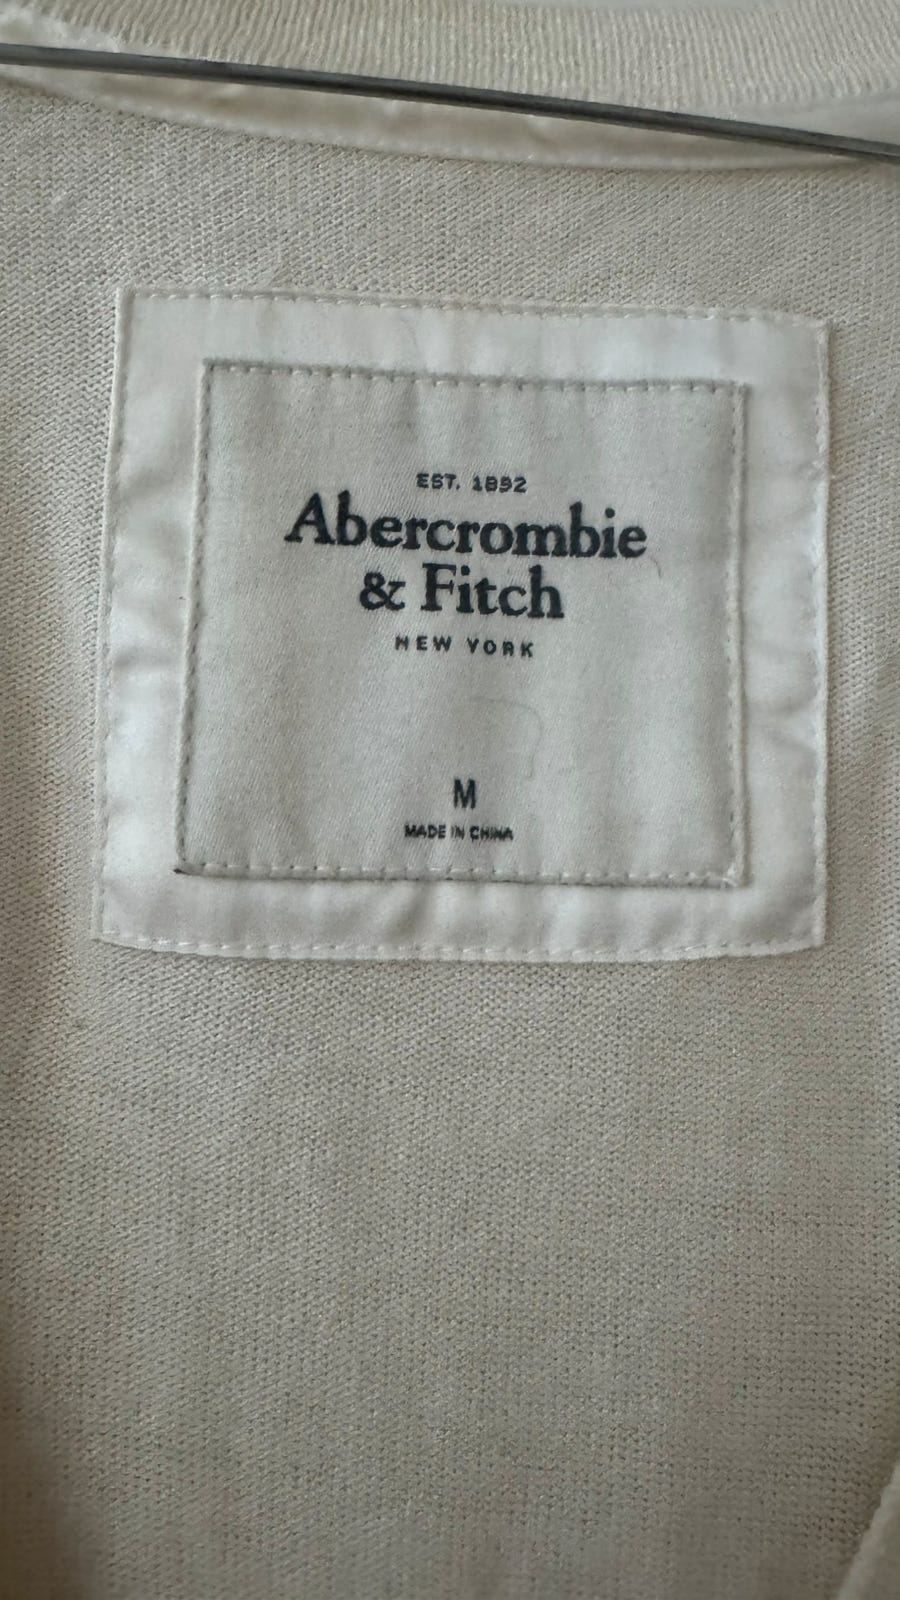 EST. 1892
Abercrombie
& Fitch
NEW YORK
M
MADE IN CHINA